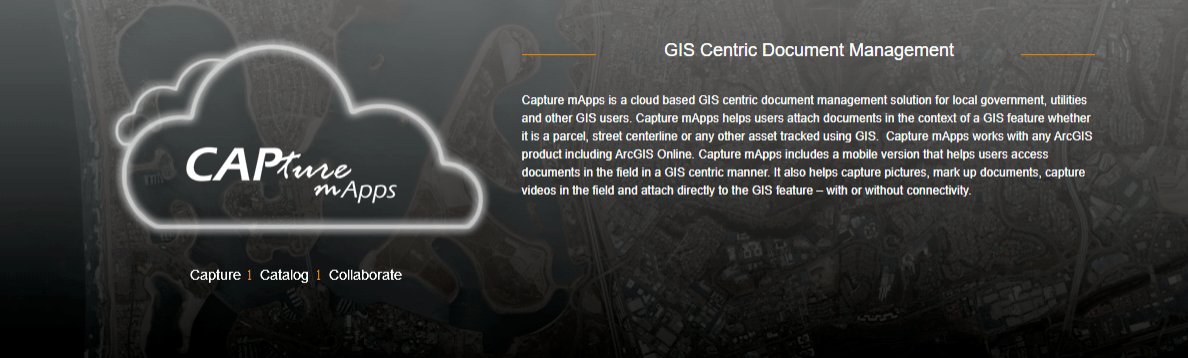 CAPture
mApps
Capture 1 Catalog 1 Collaborate
GIS Centric Document Management
Capture mApps is a cloud based GIS centric document management solution for local government, utilities
and other GIS users. Capture mApps helps users attach documents in the context of a GIS feature whether
it is a parcel, street centerline or any other asset tracked using GIS.  Capture mApps works with any ArcGIS
product including ArcGIS Online. Capture mApps includes a mobile version that helps users access
documents in the field in a GIS centric manner. It also helps capture pictures, mark up documents, capture
videos in the field and attach directly to the GIS feature – with or without connectivity.